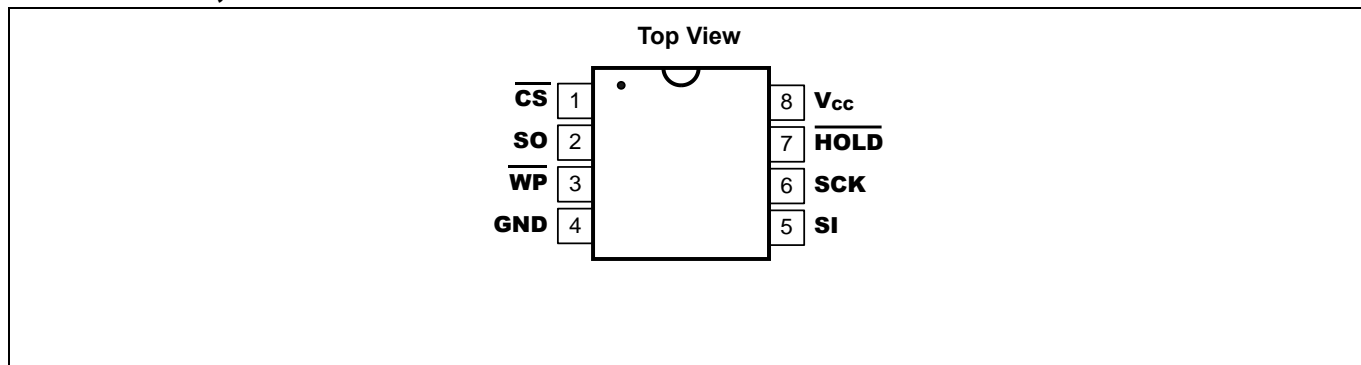 Top View
CS 1
SO 2
WP 3
GND 4
8 Vcc
7 HOLD
6 SCK
5 SI